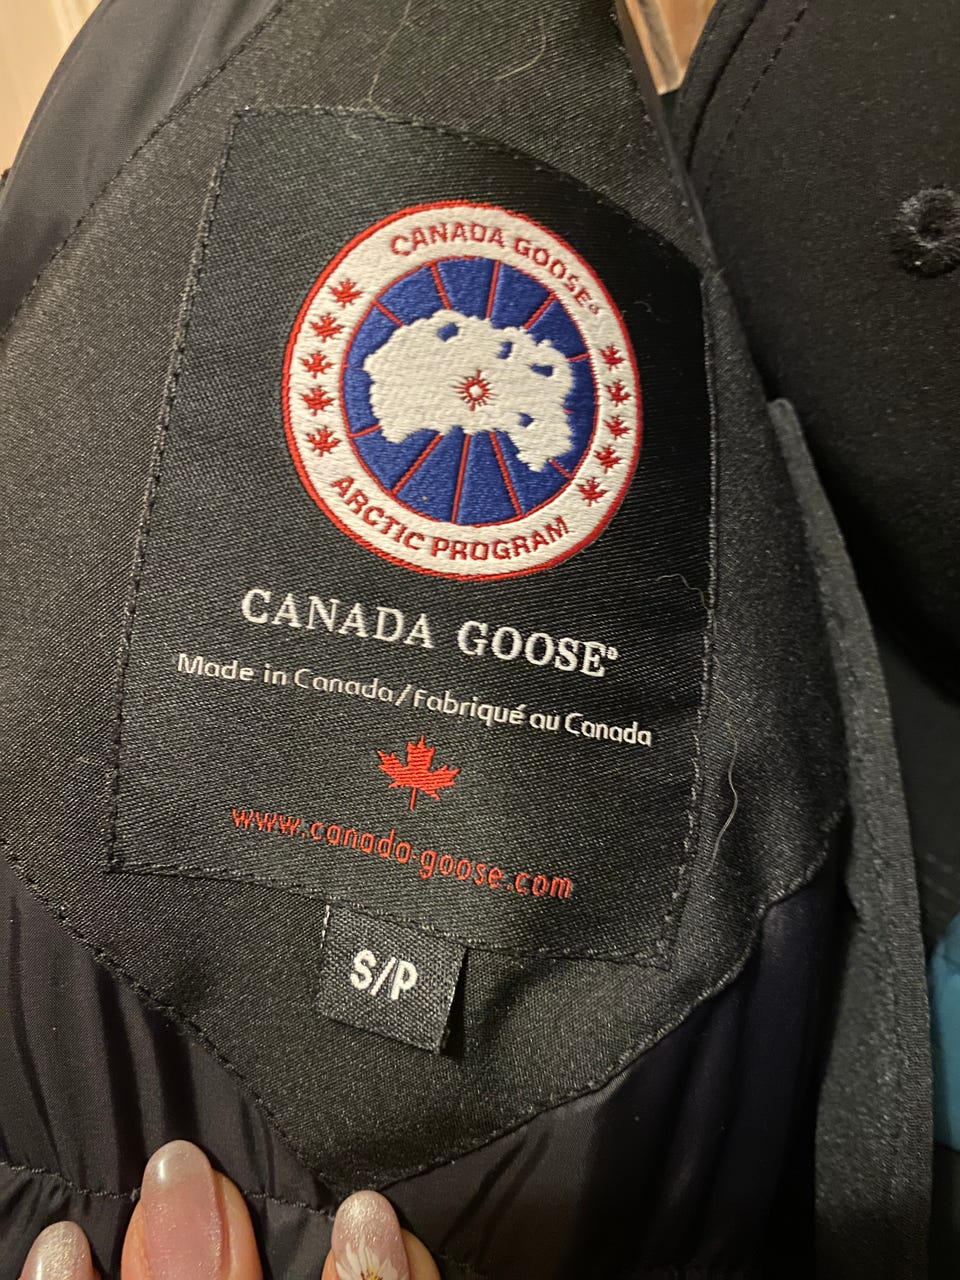 CANADA GOOSE®
ARCTIC PROGRAM
CANADA GOOSE®
Made in Canada/Fabriqué au Canada
www.canada-goose.com
S/P